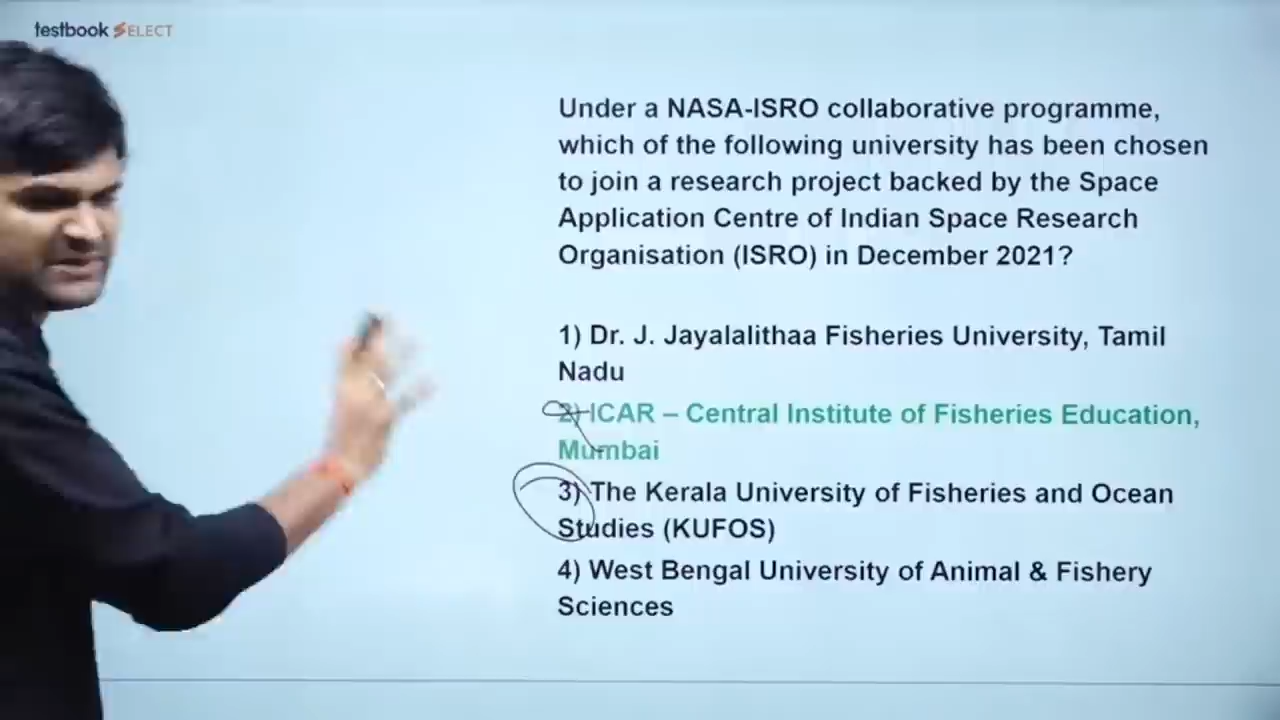 testbook SELECT
Under a NASA-ISRO collaborative programme,
which of the following university has been chosen
to join a research project backed by the Space
Application Centre of Indian Space Research
Organisation (ISRO) in December 2021?
1) Dr. J. Jayalalithaa Fisheries University, Tamil
Nadu
2) ICAR – Central Institute of Fisheries Education,
Mumbai
3) The Kerala University of Fisheries and Ocean
Studies (KUFOS)
4) West Bengal University of Animal & Fishery
Sciences